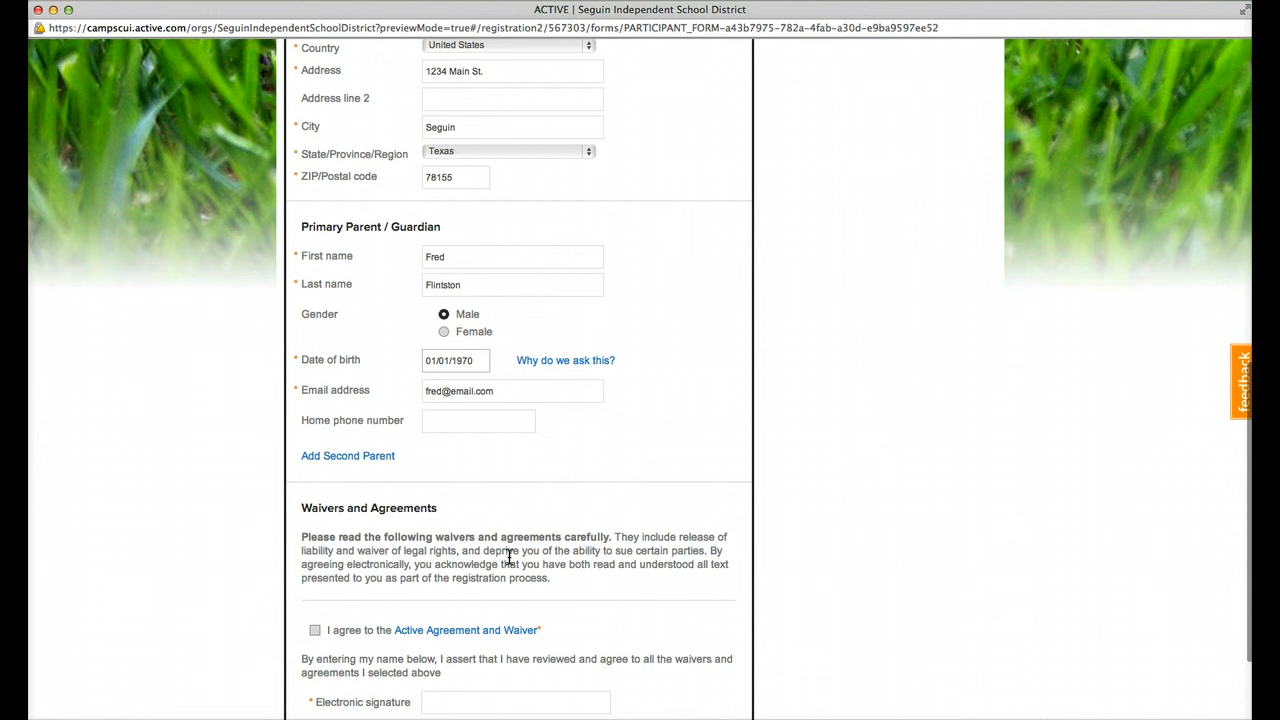 ACTIVE | Seguin Independent School District
https://campscui.active.com/orgs/SeguinIndependentSchoolDistrict?previewMode=true#/registration2/567303/forms/PARTICIPANT_FORM-a43b7975-782a-4fab-a30d-e9ba9597ee52
* Country United States
* Address 1234 Main St.
Address line 2
* City Seguin
* State/Province/Region Texas
* ZIP/Postal code 78155
Primary Parent / Guardian
* First name Fred
* Last name Flintston
Gender Male
Female
* Date of birth 01/01/1970 Why do we ask this?
* Email address fred@email.com
Home phone number
feedback
Add Second Parent
Waivers and Agreements
Please read the following waivers and agreements carefully. They include release of
liability and waiver of legal rights, and deprive you of the ability to sue certain parties. By
agreeing electronically, you acknowledge that you have both read and understood all text
presented to you as part of the registration process.
I agree to the Active Agreement and Waiver*
By entering my name below, I assert that I have reviewed and agree to all the waivers and
agreements I selected above
* Electronic signature